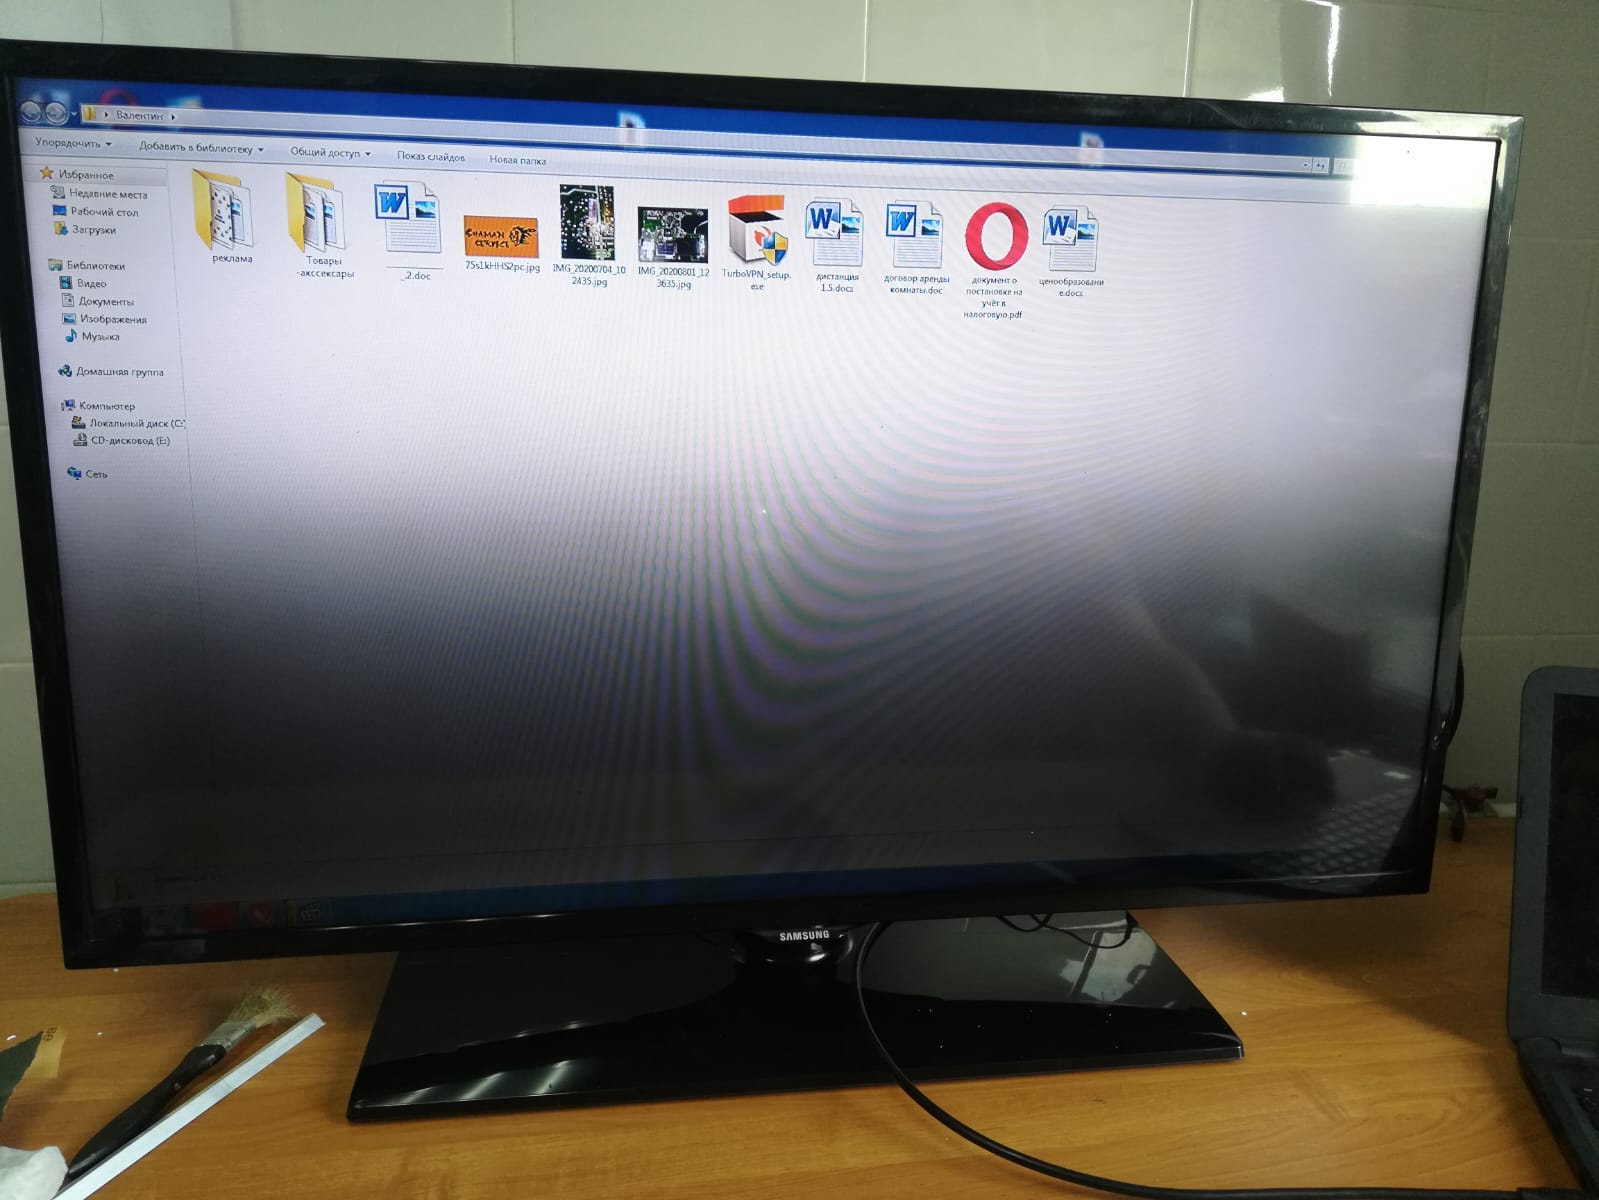 Валентин
Упорядочить
Добавить в библиотеку
Общий доступ
Показ слайдов
Новая папка
Избранное
Недавние места
Рабочий стол
Загрузки
Библиотеки
Видео
Документы
Изображения
Музыка
Домашняя группа
Компьютер
Локальный диск (C:)
CD-дисковод (E:)
Сеть
реклама
Товары
-акссексары
_2.doc
SHAMAN
75s1kHHS2pc.jpg
IMG_20200704_10
2435.jpg
IMG_20200801_12
3635.jpg
TurboVPN_setup.
exe
дистанция
1.5.docx
договор аренды
комнаты.doc
документ о
постановке на
учёт в
налоговую.pdf
ценообразовани
е.docx
SAMSUNG